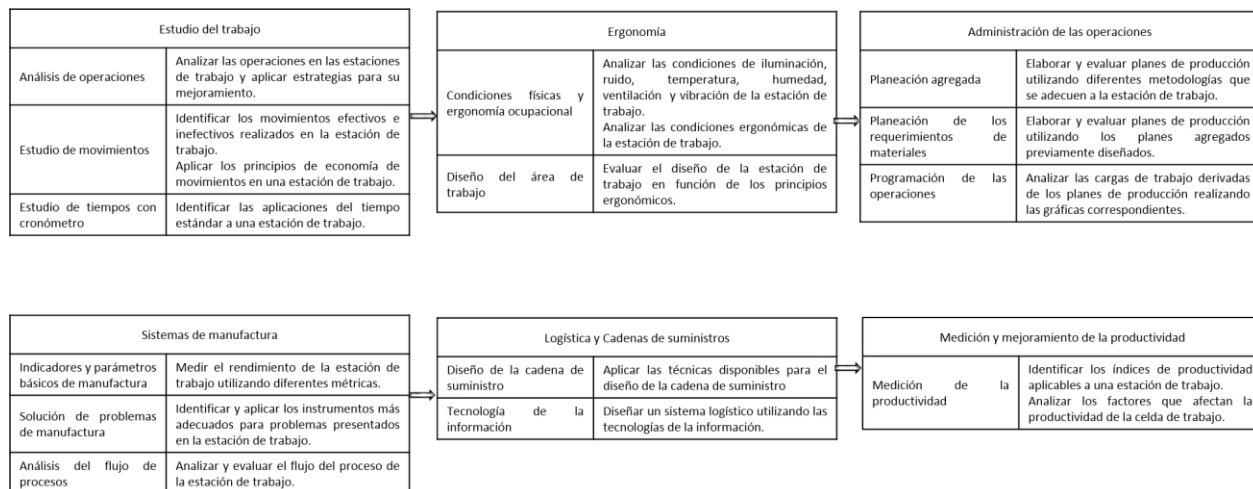 Estudio del trabajo
Análisis de operaciones
Analizar las operaciones en las estaciones
de trabajo y aplicar estrategias para su
mejoramiento.
Estudio de movimientos
Identificar los movimientos efectivos e
inefectivos realizados en la estación de
trabajo.
Aplicar los principios de economía de
movimientos en una estación de trabajo.
Estudio de tiempos con
cronómetro
Identificar las aplicaciones del tiempo
estándar a una estación de trabajo.
Ergonomía
Condiciones físicas y
ergonomía ocupacional
Analizar las condiciones de iluminación,
ruido, temperatura, humedad,
ventilación y vibración de la estación de
trabajo.
Analizar las condiciones ergonómicas de
la estación de trabajo.
Diseño del área de
trabajo
Evaluar el diseño de la estación de
trabajo en función de los principios
ergonómicos.
Administración de las operaciones
Planeación agregada
Elaborar y evaluar planes de producción
utilizando diferentes metodologías que
se adecuen a la estación de trabajo.
Planeación de los
requerimientos de
materiales
Elaborar y evaluar planes de producción
utilizando los planes agregados
previamente diseñados.
Programación de las
operaciones
Analizar las cargas de trabajo derivadas
de los planes de producción realizando
las gráficas correspondientes.
Sistemas de manufactura
Indicadores y parámetros
básicos de manufactura
Medir el rendimiento de la estación de
trabajo utilizando diferentes métricas.
Solución de problemas
de manufactura
Identificar y aplicar los instrumentos más
adecuados para problemas presentados
en la estación de trabajo.
Análisis del flujo de
procesos
Analizar y evaluar el flujo del proceso de
la estación de trabajo.
Logística y Cadenas de suministros
Diseño de la cadena de
suministro
Aplicar las técnicas disponibles para el
diseño de la cadena de suministro
Tecnología de la
información
Diseñar un sistema logístico utilizando las
tecnologías de la información.
Medición y mejoramiento de la productividad
Medición de la
productividad
Identificar los índices de productividad
aplicables a una estación de trabajo.
Analizar los factores que afectan la
productividad de la celda de trabajo.